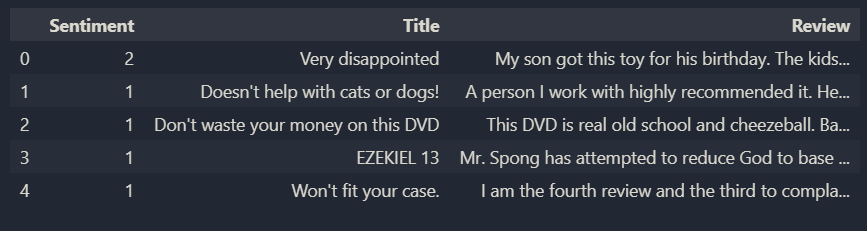 Sentiment Title Review
0 2 Very disappointed My son got this toy for his birthday. The kids...
1 1 Doesn't help with cats or dogs! A person I work with highly recommended it. He...
2 1 Don't waste your money on this DVD This DVD is real old school and cheezeball. Ba...
3 1 EZEKIEL 13 Mr. Spong has attempted to reduce God to base ...
4 1 Won't fit your case. I am the fourth review and the third to compla...